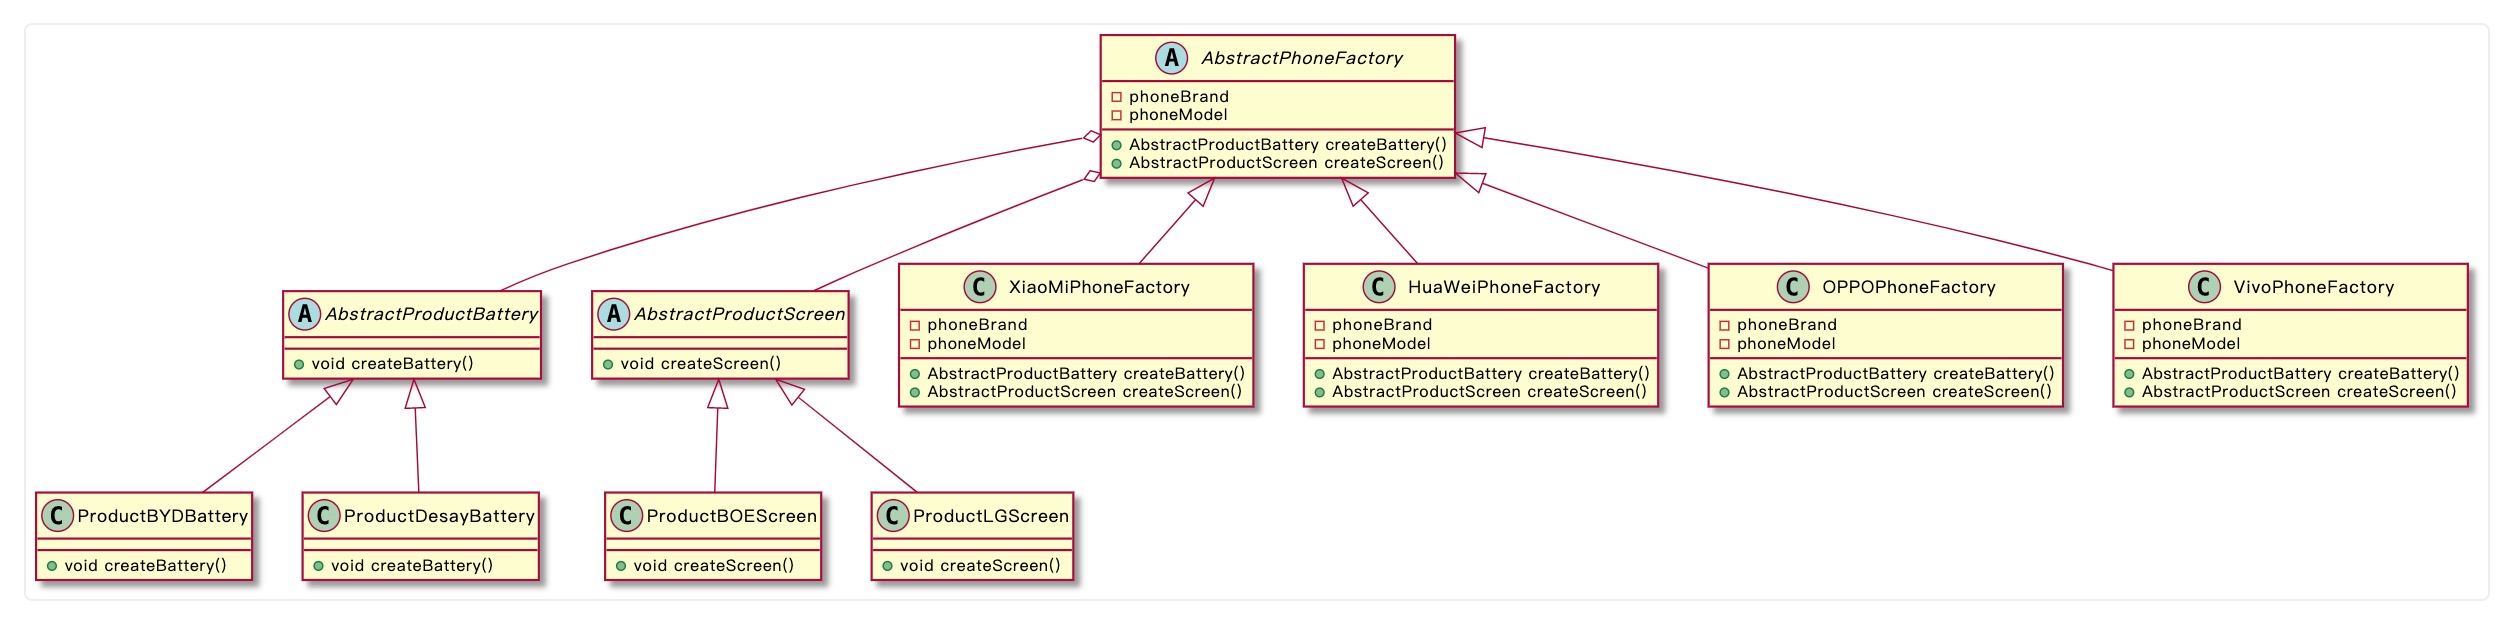 A AbstractPhoneFactory
phoneBrand
phoneModel
AbstractProductBattery createBattery()
AbstractProductScreen createScreen()
A AbstractProductBattery
void createBattery()
A AbstractProductScreen
void createScreen()
C XiaoMiPhoneFactory
phoneBrand
phoneModel
AbstractProductBattery createBattery()
AbstractProductScreen createScreen()
C HuaWeiPhoneFactory
phoneBrand
phoneModel
AbstractProductBattery createBattery()
AbstractProductScreen createScreen()
C OPPOPhoneFactory
phoneBrand
phoneModel
AbstractProductBattery createBattery()
AbstractProductScreen createScreen()
C VivoPhoneFactory
phoneBrand
phoneModel
AbstractProductBattery createBattery()
AbstractProductScreen createScreen()
C ProductBYDBattery
void createBattery()
C ProductDesayBattery
void createBattery()
C ProductBOEScreen
void createScreen()
C ProductLGScreen
void createScreen()